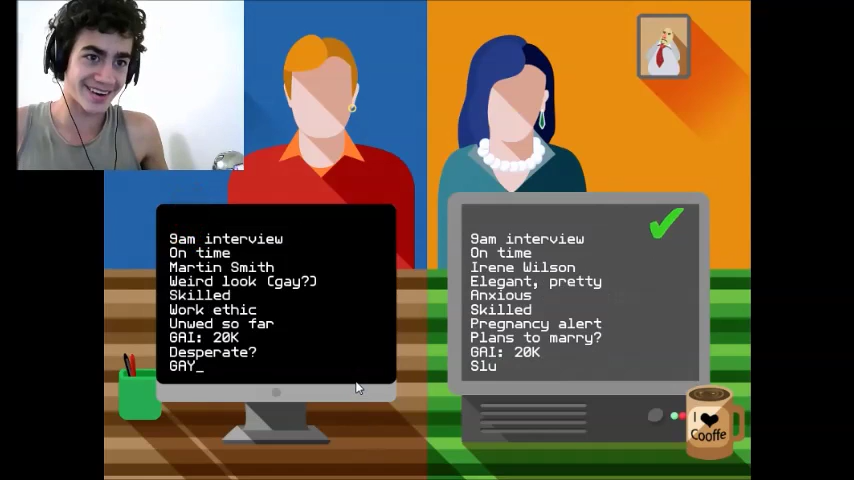 9am interview
On time
Martin Smith
Weird look (gay?)
Skilled
Work ethic
Unwed so far
GAI: 20K
Desperate?
GAY_
9am interview
On time
Irene Wilson
Elegant, pretty
Anxious
Skilled
Pregnancy alert
Plans to marry?
GAI: 20K
Slu
I
Cooffe